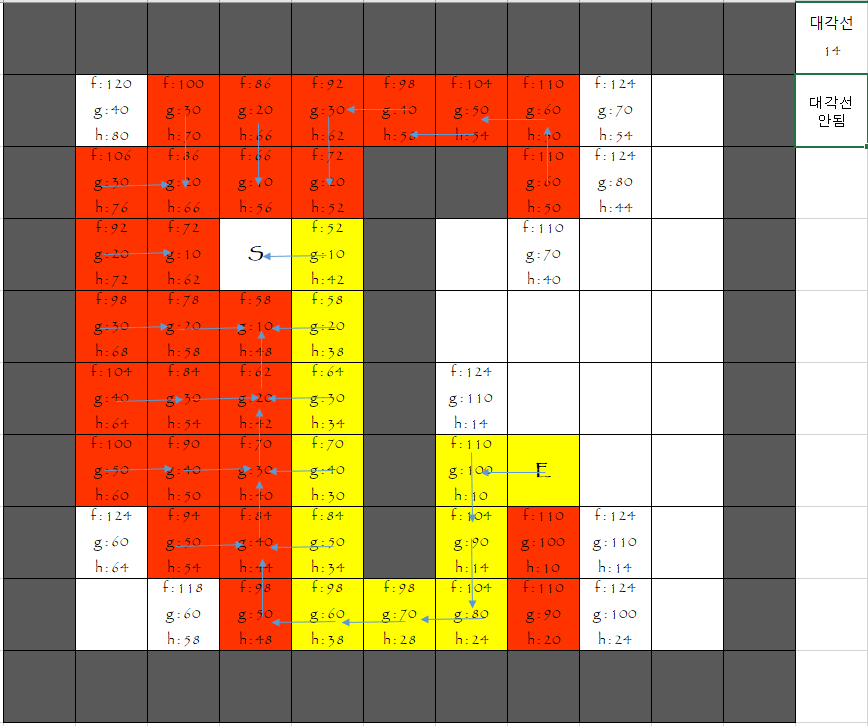 대각선
14
f:120 f:100 f:86 f:92 f:98 f:104 f:110 f:124
g:40 g:30 g:20 g:30 g:40 g:50 g:60 g:70
h:80 h:70 h:66 h:62 h:58 h:54 h:50 h:54
대각선
안됨
f:106 f:86 f:66 f:72 f:110 f:124
g:30 g:20 g:10 g:20 g:60 g:80
h:76 h:66 h:56 h:52 h:50 h:44
f:92 f:72 f:52 f:110
g:20 g:10 S g:10 g:70
h:72 h:62 h:42 h:40
f:98 f:78 f:58 f:58
g:30 g:20 g:10 g:20
h:68 h:58 h:48 h:38
f:104 f:84 f:62 f:64 f:124
g:40 g:30 g:20 g:30 g:110
h:64 h:54 h:42 h:34 h:14
f:100 f:90 f:70 f:70 f:110
g:50 g:40 g:30 g:40 g:100 E
h:60 h:50 h:40 h:30 h:10
f:124 f:94 f:84 f:84 f:104 f:110 f:124
g:60 g:50 g:40 g:50 g:90 g:100 g:110
h:64 h:54 h:44 h:34 h:14 h:10 h:14
f:118 f:98 f:98 f:98 f:104 f:110 f:124
g:60 g:50 g:60 g:70 g:80 g:90 g:100
h:58 h:48 h:38 h:28 h:24 h:20 h:24